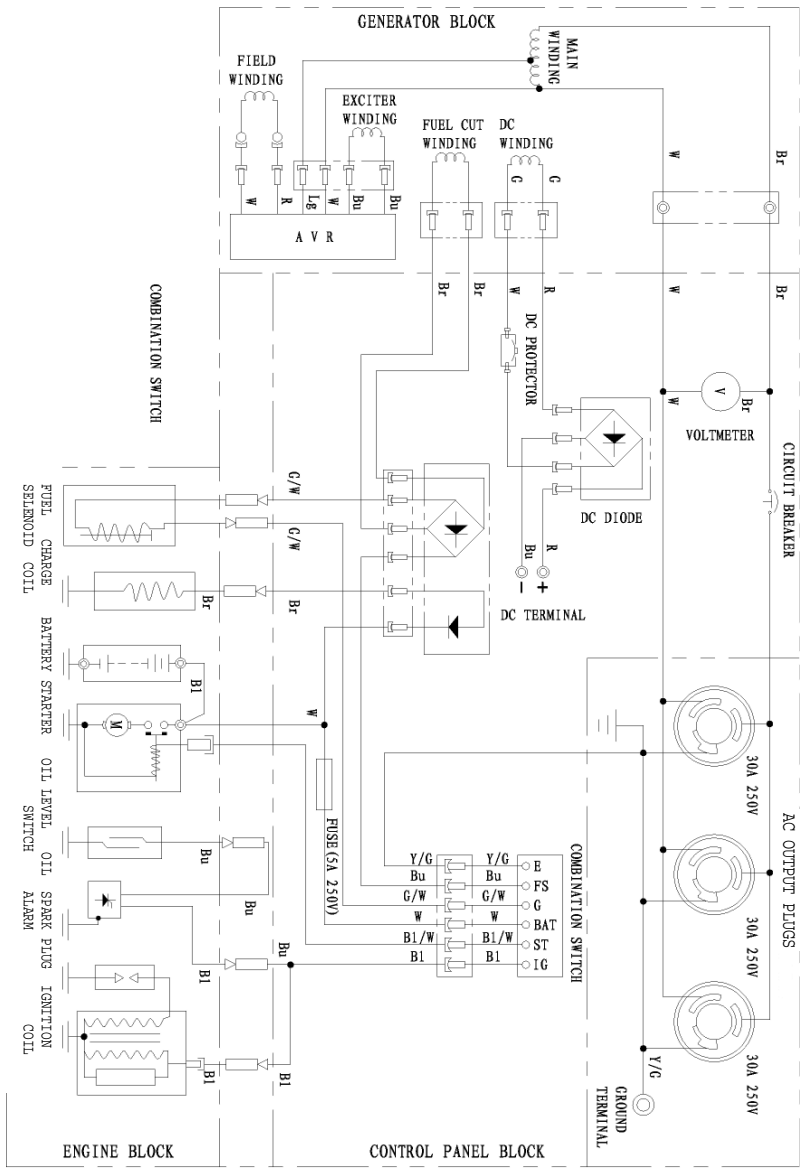 GENERATOR BLOCK
MAIN
WINDING
FIELD
WINDING
EXCITER
WINDING
FUEL CUT
WINDING
DC
WINDING
G
G
W
Br
W
R
Lg
W
Bu
Bu
A V R
COMBINATION SWITCH
Br
Br
W
R
W
Br
DC PROTECTOR
V
W
Br
VOLTMETER
CIRCUIT BREAKER
DC DIODE
Bu
R
-
+
DC TERMINAL
FUEL
SELENOID COIL
G/W
G/W
CHARGE
COIL
Br
Br
BATTERY
Bl
STARTER
M
W
FUSE(5A 250V)
30A 250V
OIL LEVEL
SWITCH
Bu
Bu
OIL
ALARM
Bl
Bu
SPARK PLUG
IGNITION
COIL
Bl
Bl
Y/G
Y/G
E
Bu
Bu
FS
G/W
G/W
G
W
W
BAT
Bl/W
Bl/W
ST
Bl
Bl
IG
COMBINATION SWITCH
AC OUTPUT PLUGS
30A 250V
30A 250V
Y/G
GROUND
TERMINAL
ENGINE BLOCK
CONTROL PANEL BLOCK